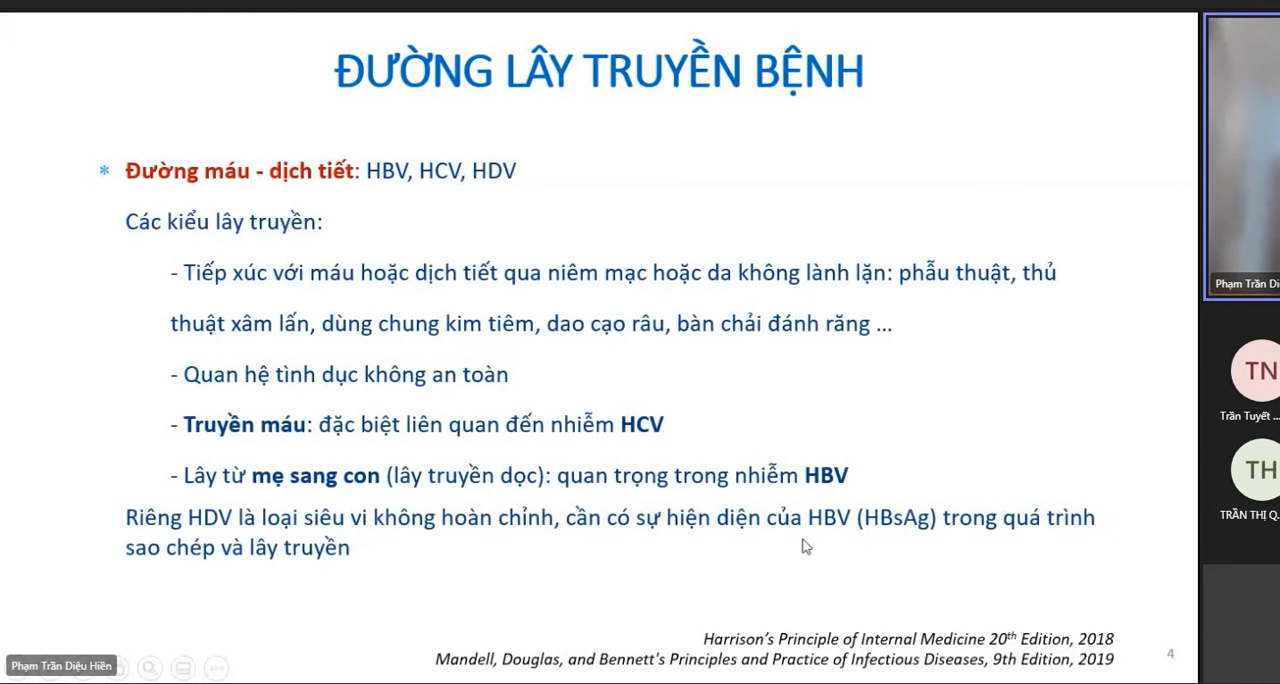 ĐƯỜNG LÂY TRUYỀN BỆNH
* Đường máu - dịch tiết: HBV, HCV, HDV
Các kiểu lây truyền:
- Tiếp xúc với máu hoặc dịch tiết qua niêm mạc hoặc da không lành lặn: phẫu thuật, thủ
thuật xâm lấn, dùng chung kim tiêm, dao cạo râu, bàn chải đánh răng ...
- Quan hệ tình dục không an toàn
- Truyền máu: đặc biệt liên quan đến nhiễm HCV
- Lây từ mẹ sang con (lây truyền dọc): quan trọng trong nhiễm HBV
Riêng HDV là loại siêu vi không hoàn chỉnh, cần có sự hiện diện của HBV (HBsAg) trong quá trình
sao chép và lây truyền
Harrison's Principle of Internal Medicine 20th Edition, 2018
Mandell, Douglas, and Bennett's Principles and Practice of Infectious Diseases, 9th Edition, 2019
4
Phạm Trần Diệu Hiền
Phạm Trần Di
TN
Trần Tuyết ...
TH
TRẦN THỊ Q.